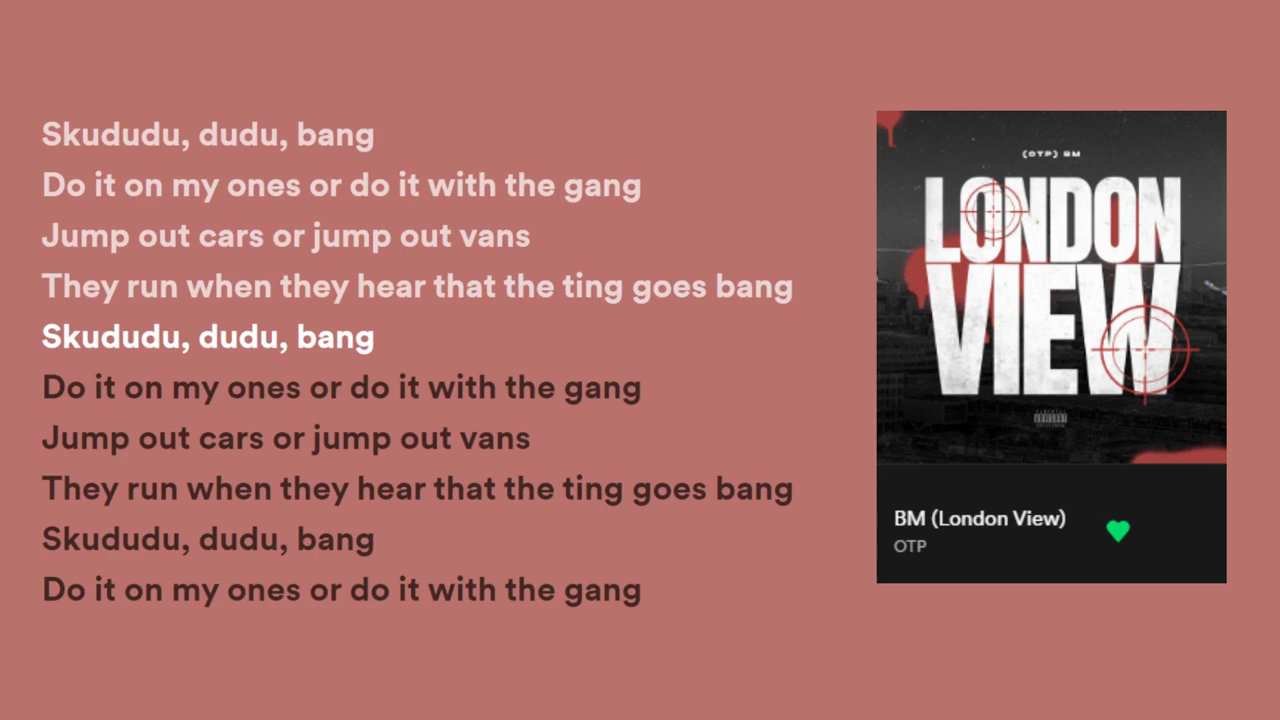 Skududu, dudu, bang
Do it on my ones or do it with the gang
Jump out cars or jump out vans
They run when they hear that the ting goes bang
Skududu, dudu, bang
Do it on my ones or do it with the gang
Jump out cars or jump out vans
They run when they hear that the ting goes bang
Skududu, dudu, bang
Do it on my ones or do it with the gang
(OTP) BM
LONDON
VIEW
BM (London View)
OTP